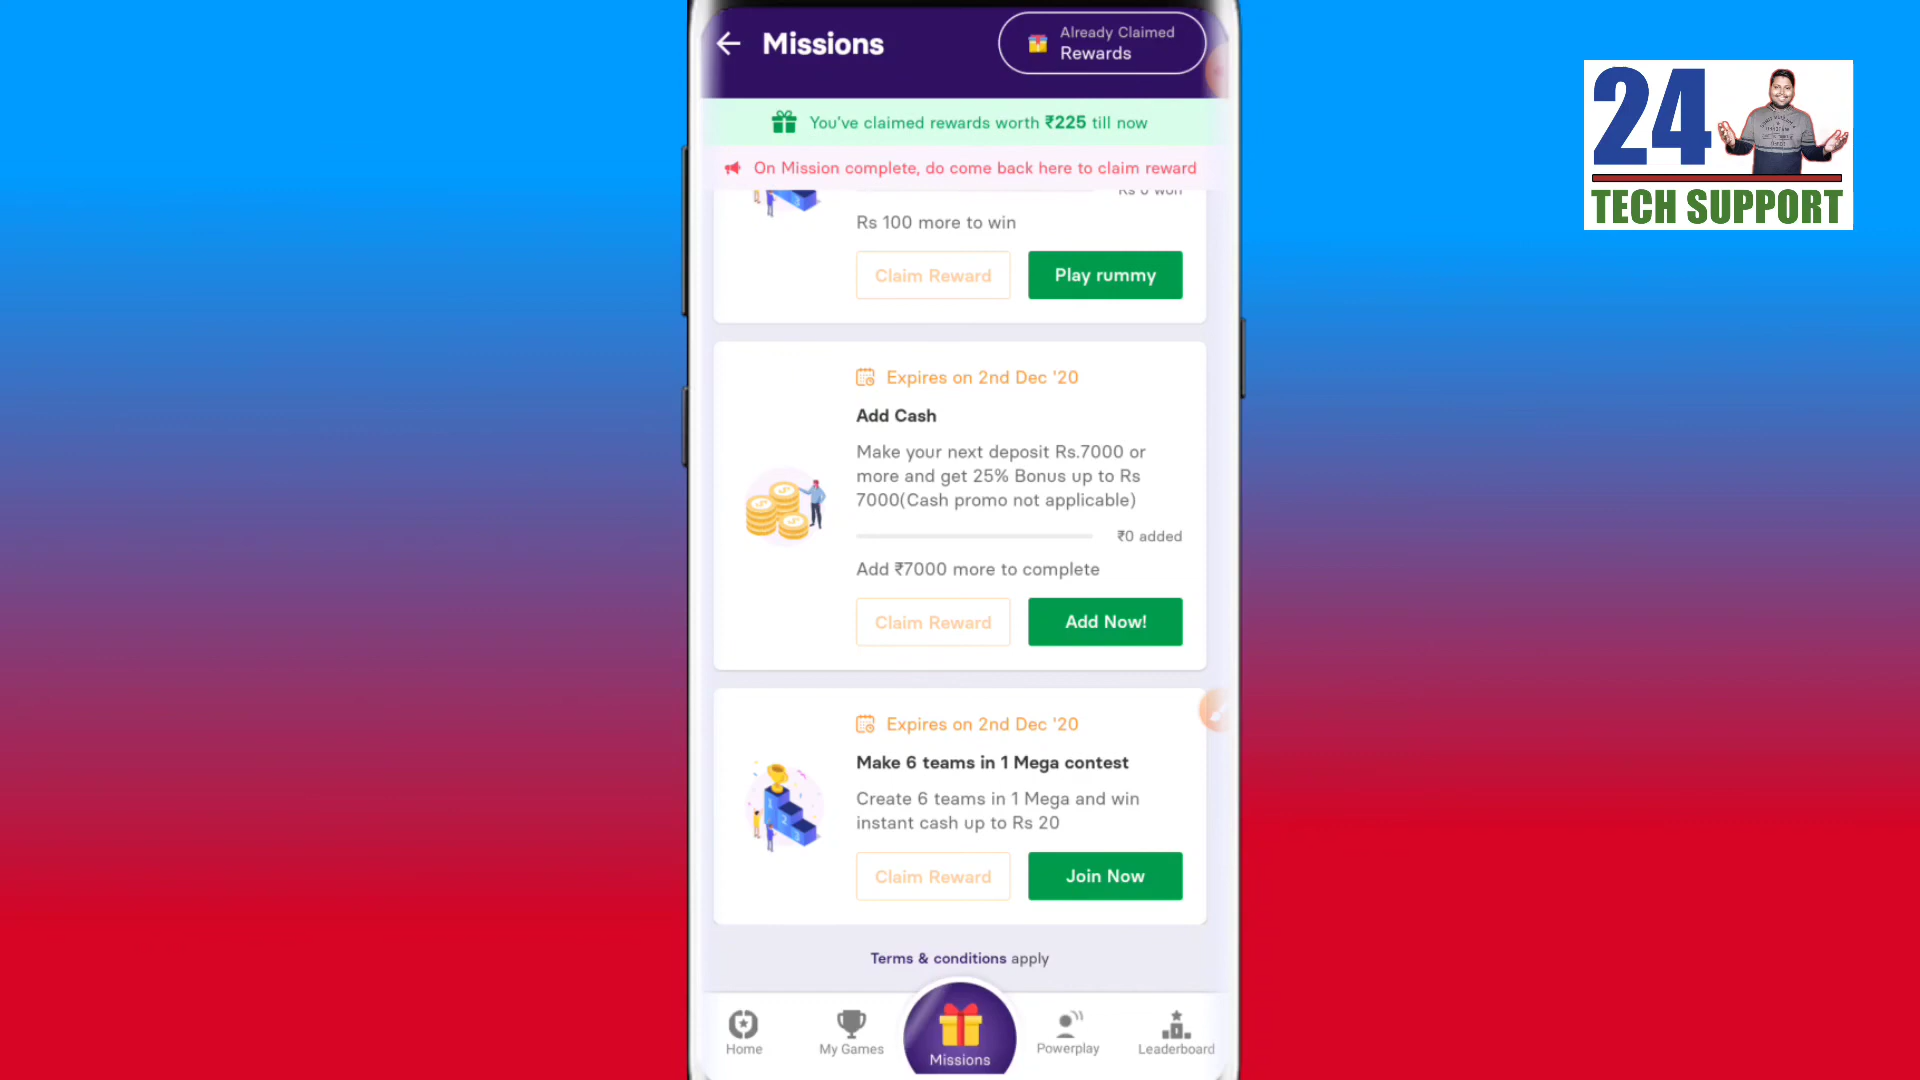 Missions
Already Claimed
Rewards
You've claimed rewards worth ₹225 till now
On Mission complete, do come back here to claim reward
Rs 0 won
Rs 100 more to win
Claim Reward
Play rummy
Expires on 2nd Dec '20
Add Cash
Make your next deposit Rs.7000 or
more and get 25% Bonus up to Rs
7000(Cash promo not applicable)
₹0 added
Add ₹7000 more to complete
Claim Reward
Add Now!
Expires on 2nd Dec '20
Make 6 teams in 1 Mega contest
Create 6 teams in 1 Mega and win
instant cash up to Rs 20
Claim Reward
Join Now
Terms & conditions apply
Home
My Games
Missions
Powerplay
Leaderboard
24
TECH SUPPORT